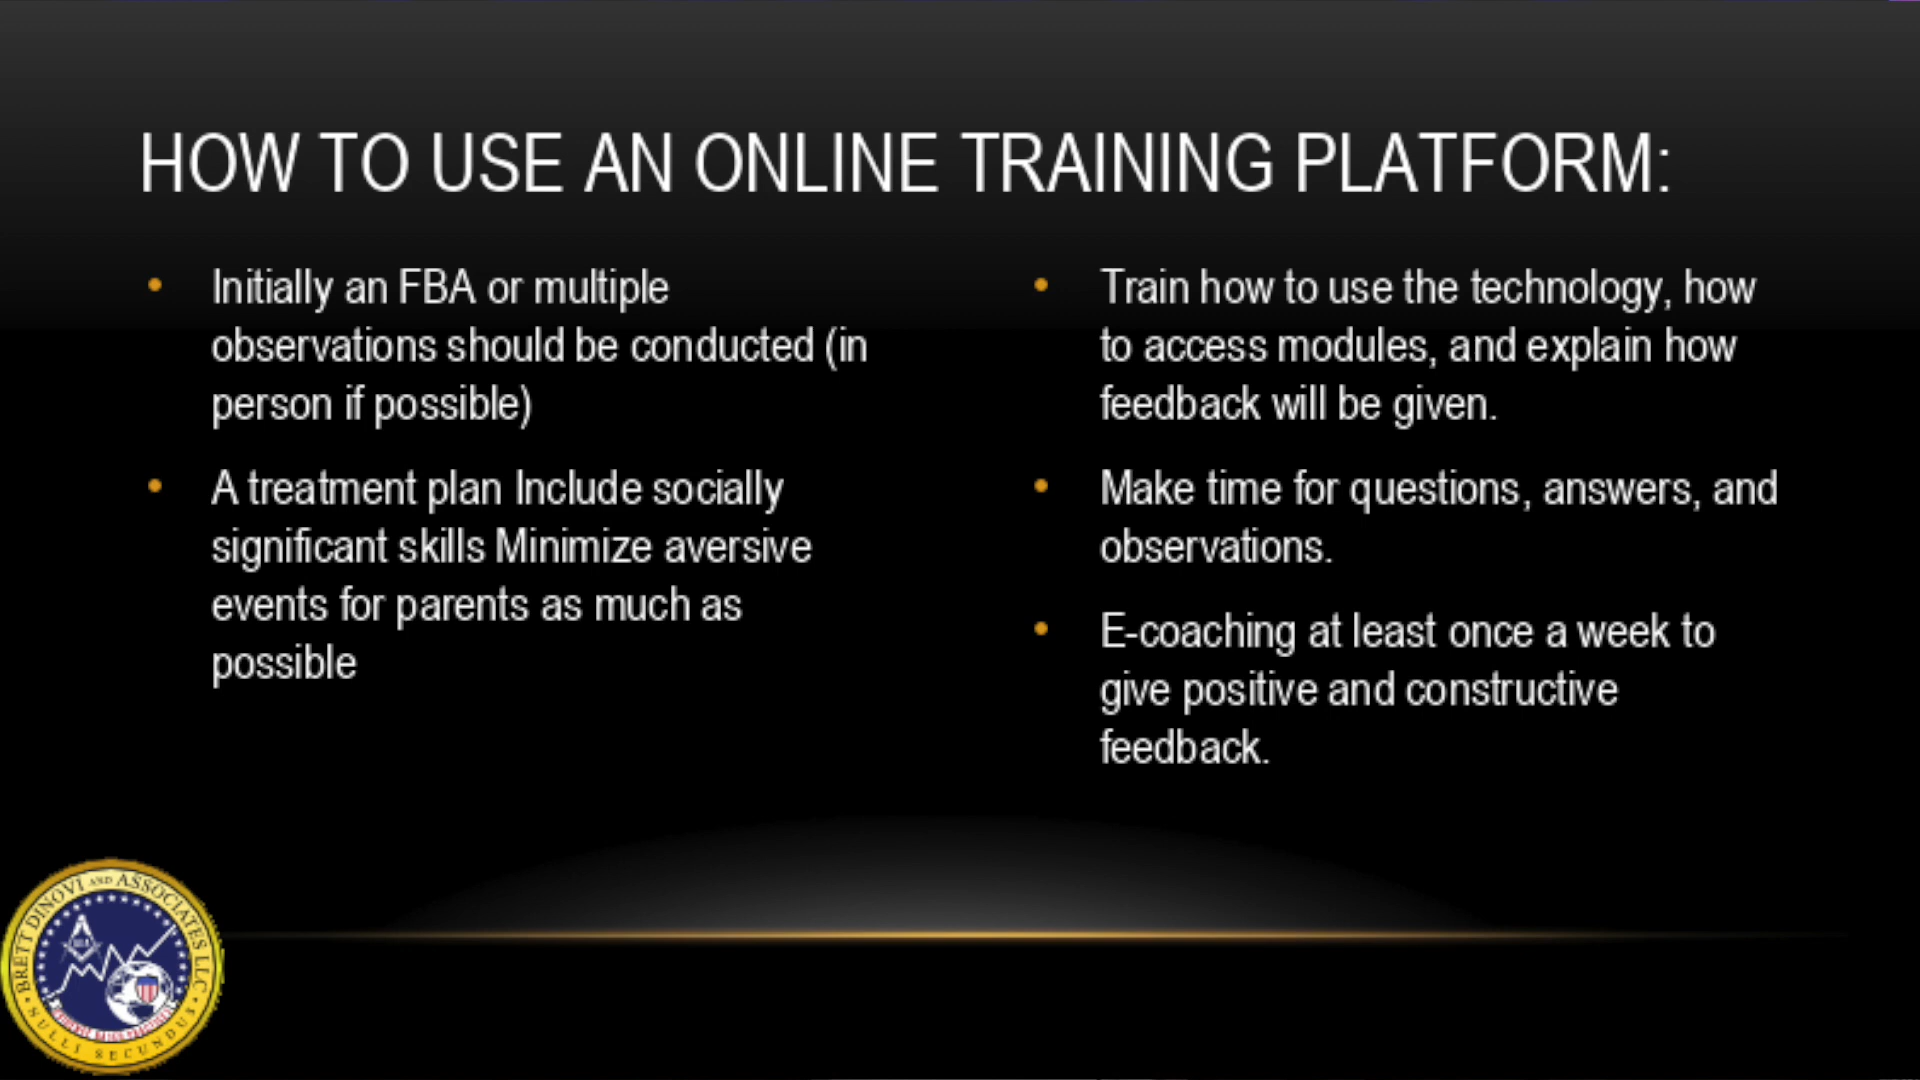 HOW TO USE AN ONLINE TRAINING PLATFORM:
• Initially an FBA or multiple
observations should be conducted (in
person if possible)
• A treatment plan Include socially
significant skills Minimize aversive
events for parents as much as
possible
• Train how to use the technology, how
to access modules, and explain how
feedback will be given.
• Make time for questions, answers, and
observations.
• E-coaching at least once a week to
give positive and constructive
feedback.
BRETT DINOVI AND ASSOCIATES LLC
SULLI SECUNDUS